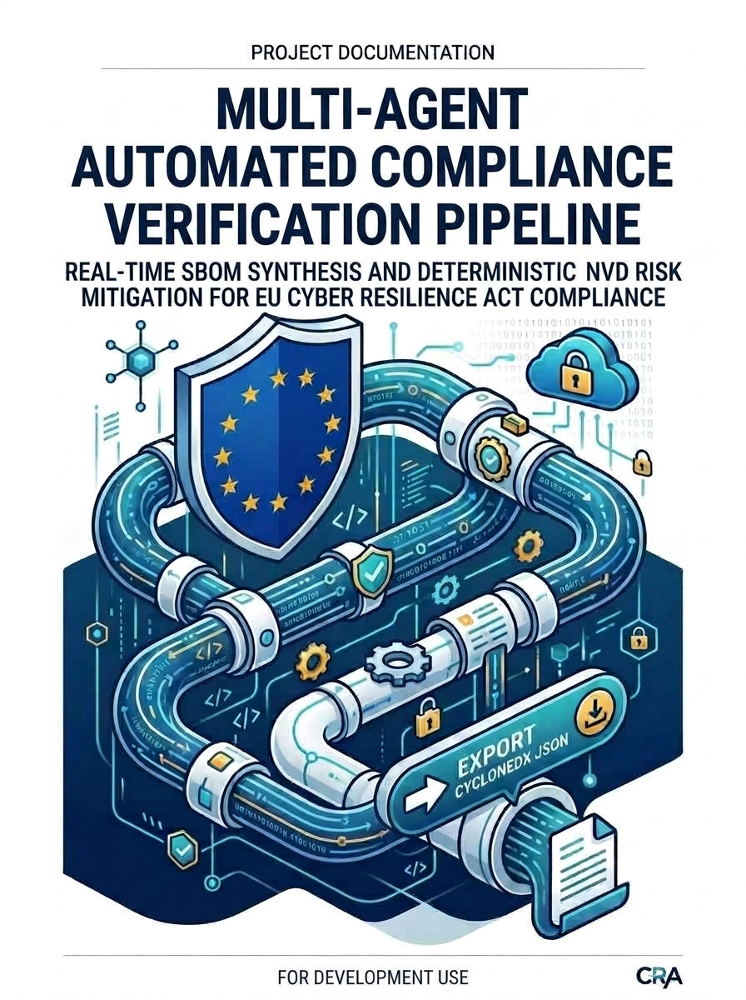 PROJECT DOCUMENTATION
MULTI-AGENT
AUTOMATED COMPLIANCE
VERIFICATION PIPELINE
REAL-TIME SBOM SYNTHESIS AND DETERMINISTIC NVD RISK
MITIGATION FOR EU CYBER RESILIENCE ACT COMPLIANCE
</>
</>
</>
</>
EXPORT
CYCLONEDX JSON
</>
FOR DEVELOPMENT USE
CRA